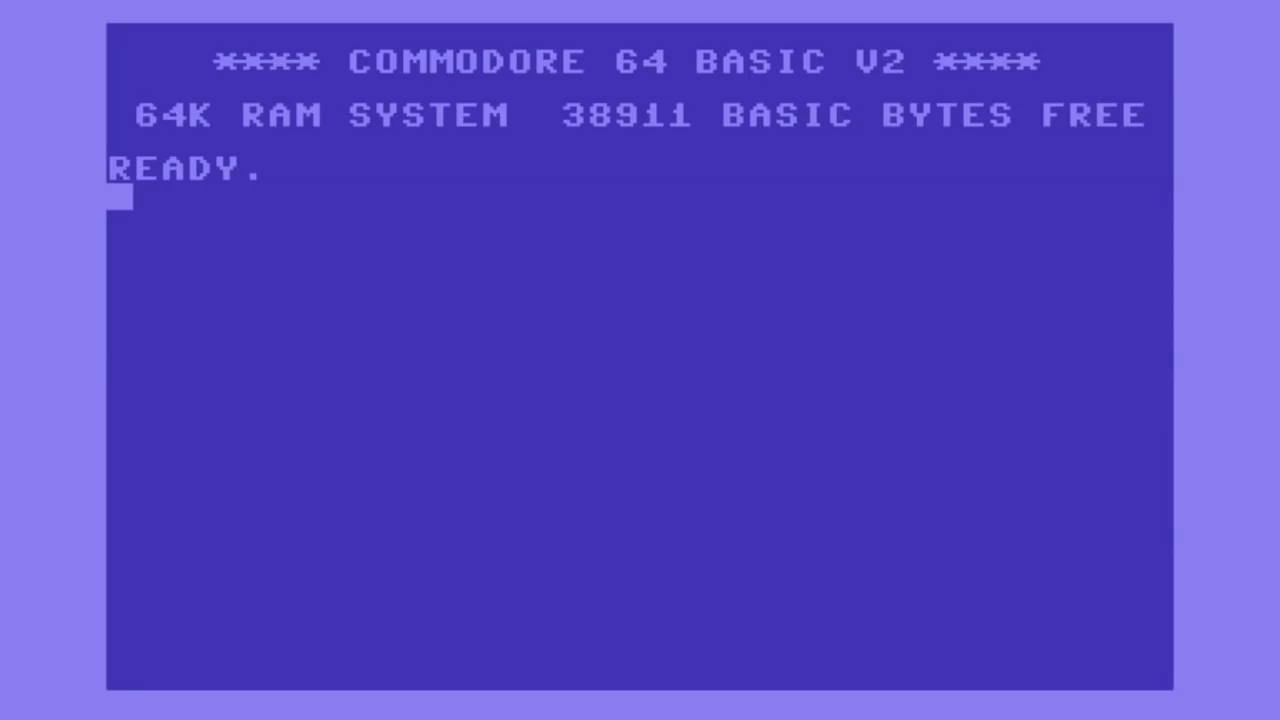 **** COMMODORE 64 BASIC V2 ****
64K RAM SYSTEM  38911 BASIC BYTES FREE
READY.